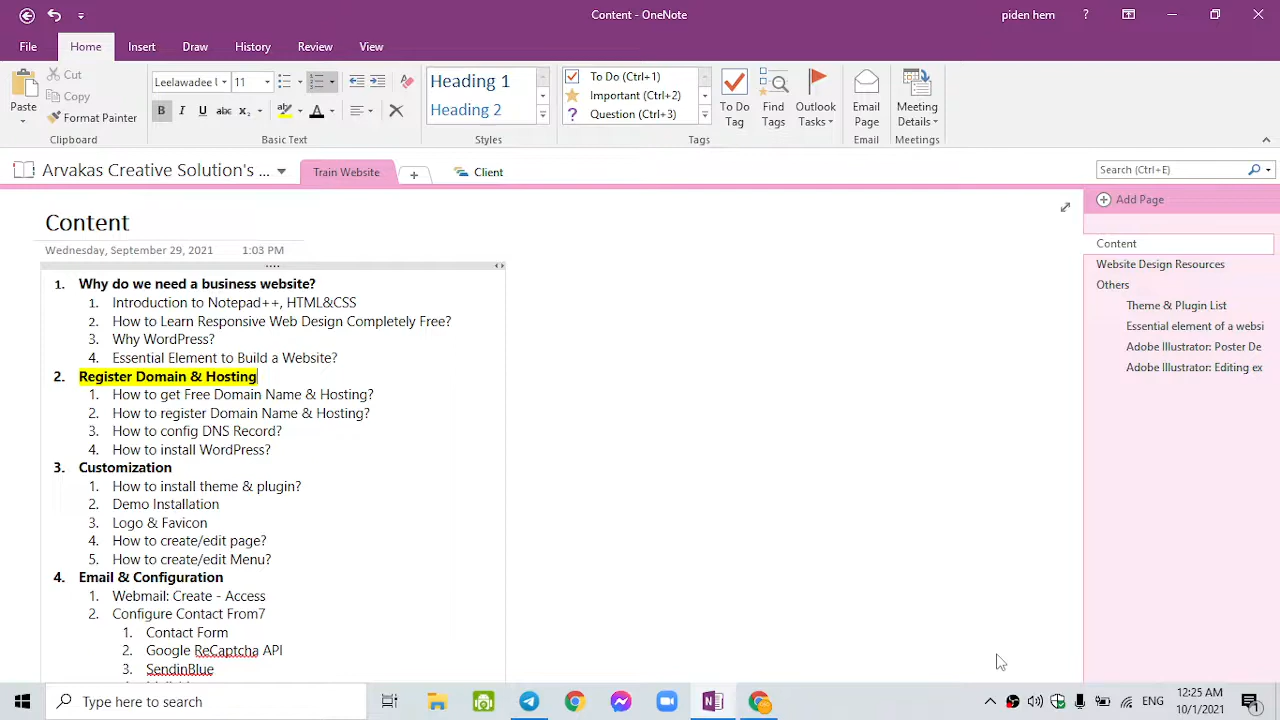 Content - OneNote
piden hern
?
File
Home
Insert
Draw
History
Review
View
Paste
Cut
Copy
Format Painter
Clipboard
Leelawadee
11
B I U abc x₂
A
Basic Text
Heading 1
Heading 2
Styles
To Do (Ctrl+1)
Important (Ctrl+2)
? Question (Ctrl+3)
To Do Tag
Find Tags
Outlook Tasks
Tags
Email Page
Email
Meeting Details
Meetings
Arvakas Creative Solution's ...
Train Website
Client
Search (Ctrl+E)
Add Page
Content
Wednesday, September 29, 2021 1:03 PM
1. Why do we need a business website?
1. Introduction to Notepad++, HTML&CSS
2. How to Learn Responsive Web Design Completely Free?
3. Why WordPress?
4. Essential Element to Build a Website?
2. Register Domain & Hosting
1. How to get Free Domain Name & Hosting?
2. How to register Domain Name & Hosting?
3. How to config DNS Record?
4. How to install WordPress?
3. Customization
1. How to install theme & plugin?
2. Demo Installation
3. Logo & Favicon
4. How to create/edit page?
5. How to create/edit Menu?
4. Email & Configuration
1. Webmail: Create - Access
2. Configure Contact From7
1. Contact Form
2. Google ReCaptcha API
3. SendinBlue
Content
Website Design Resources
Others
Theme & Plugin List
Essential element of a websi
Adobe Illustrator: Poster De
Adobe Illustrator: Editing ex
Type here to search
ENG
12:25 AM
10/1/2021
1